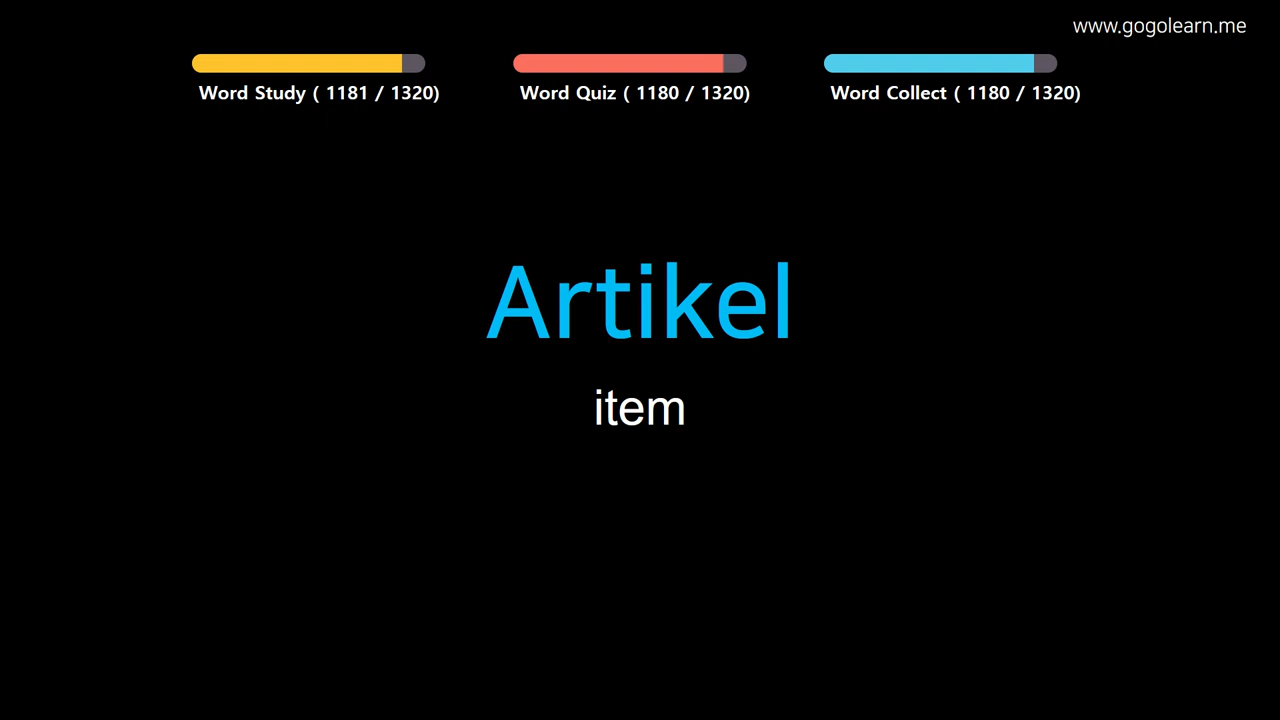 www.gogolearn.me
Word Study ( 1181 / 1320)
Word Quiz ( 1180 / 1320)
Word Collect ( 1180 / 1320)
Artikel
item